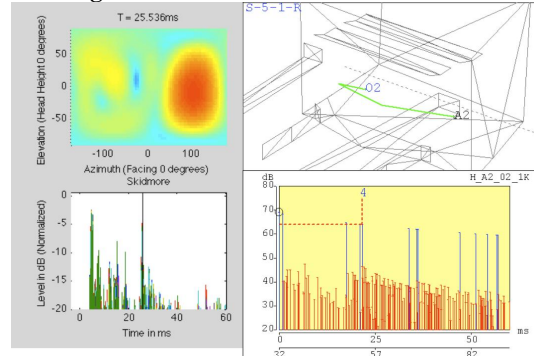 T = 25.536ms
Elevation (Head Height 0 degrees)
50
0
-50
-100 0 100
Azimuth (Facing 0 degrees)
Skidmore
Level in dB (Normalized)
0
-5
-10
-15
-20
0 20 40 60
Time in ms
S-5-1-R
O2
A2
dB H_A2_O2_1K
80
70
60
50
40
30
20
4
0 25 50 ms
32 57 82